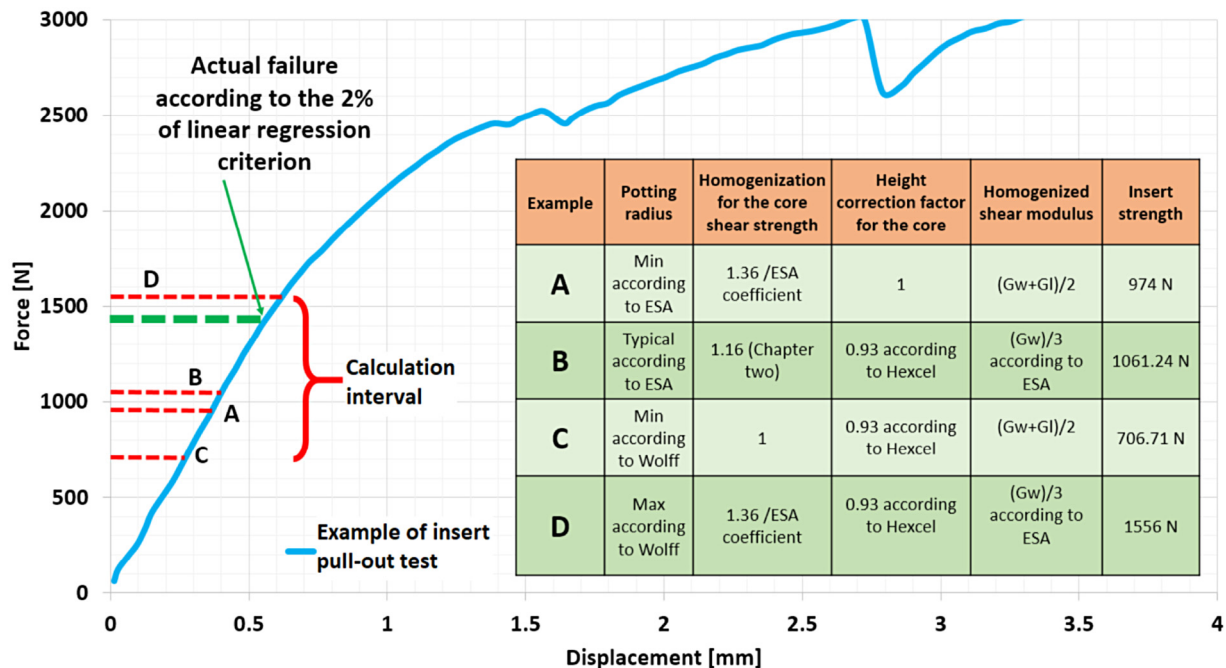 3000
2500
2000
1500
1000
500
0
Force [N]
Actual failure
according to the 2%
of linear regression
criterion
D
B
A
C
Calculation
interval
Example of insert
pull-out test
Example
Potting
radius
Homogenization
for the core
shear strength
Height
correction factor
for the core
Homogenized
shear modulus
Insert
strength
A
Min
according
to ESA
1.36 /ESA
coefficient
1
(Gw+Gl)/2
974 N
B
Typical
according
to ESA
1.16 (Chapter
two)
0.93 according
to Hexcel
(Gw)/3
according to
ESA
1061.24 N
C
Min
according
to Wolff
1
0.93 according
to Hexcel
(Gw+Gl)/2
706.71 N
D
Max
according
to Wolff
1.36 /ESA
coefficient
0.93 according
to Hexcel
(Gw)/3
according to
ESA
1556 N
0 0.5 1 1.5 2 2.5 3 3.5 4
Displacement [mm]